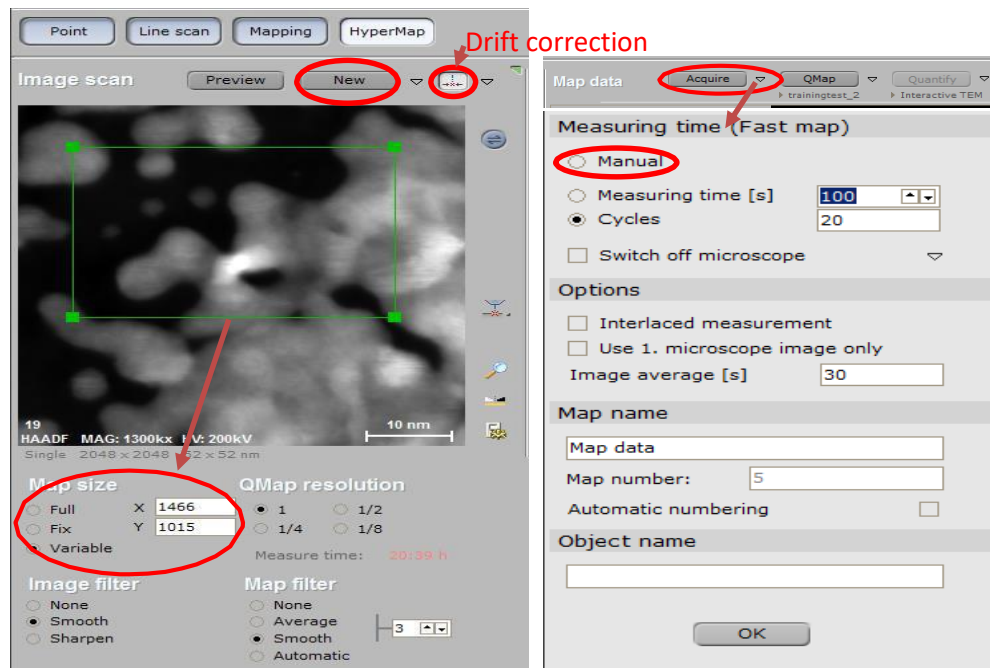 Point Line scan Mapping HyperMap
Drift correction
Image scan Preview New
19
HAADF MAG: 1300kx HV: 200kV
10 nm
Single 2048 x 2048 52 x 52 nm
Map size
Full X 1466
Fix Y 1015
Variable
QMap resolution
1 1/2
1/4 1/8
Measure time: 20:39 h
Image filter
None
Smooth
Sharpen
Map filter
None
Average
Smooth
Automatic
3
Map data Acquire QMap Quantify
trainingtest_2 Interactive TEM
Measuring time (Fast map)
Manual
Measuring time [s] 100
Cycles 20
Switch off microscope
Options
Interlaced measurement
Use 1. microscope image only
Image average [s] 30
Map name
Map data
Map number: 5
Automatic numbering
Object name
OK